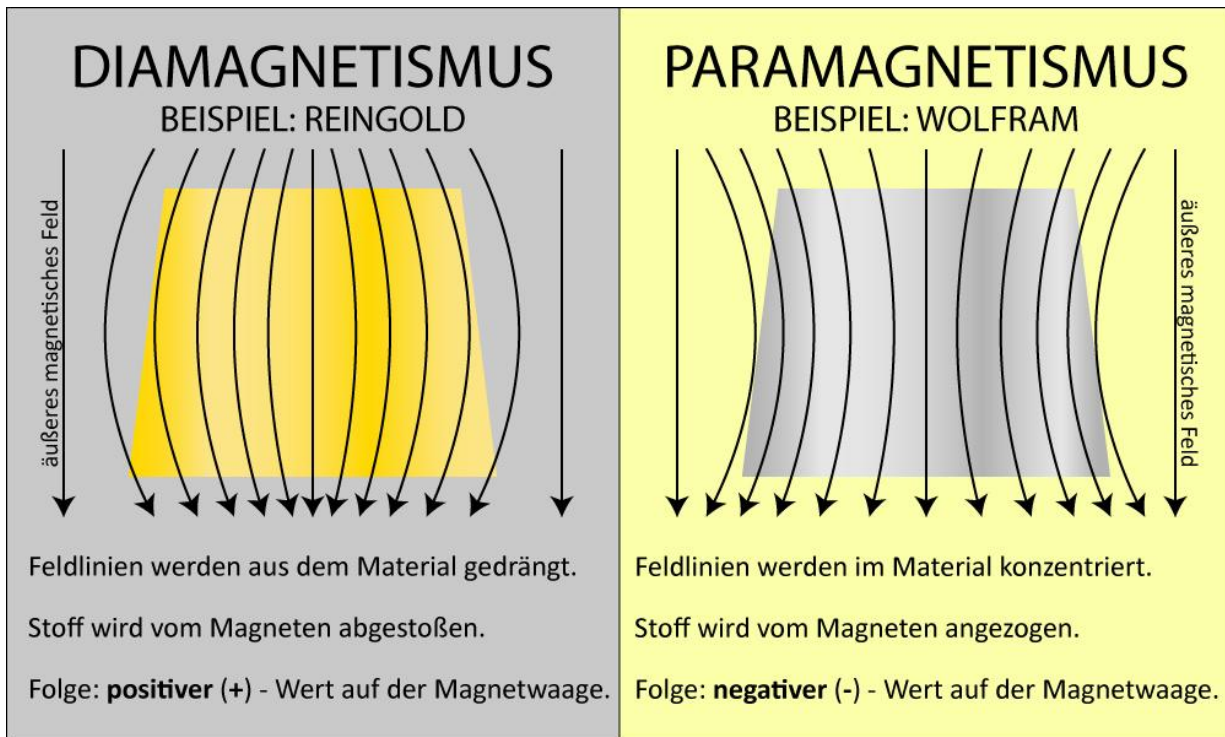 DIAMAGNETISMUS
BEISPIEL: REINGOLD
äußeres magnetisches Feld
Feldlinien werden aus dem Material gedrängt.
Stoff wird vom Magneten abgestoßen.
Folge: positiver (+) - Wert auf der Magnetwaage.
PARAMAGNETISMUS
BEISPIEL: WOLFRAM
äußeres magnetisches Feld
Feldlinien werden im Material konzentriert.
Stoff wird vom Magneten angezogen.
Folge: negativer (-) - Wert auf der Magnetwaage.